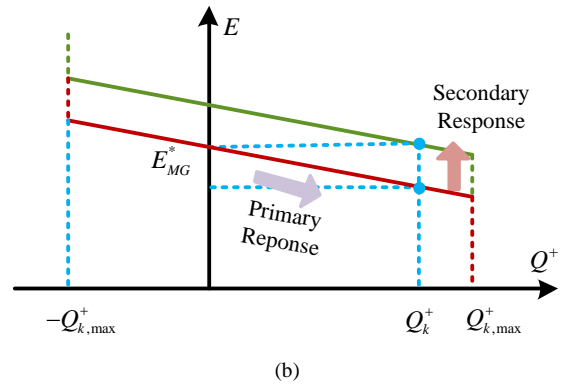 E
Secondary
Response
E*MG
Primary
Reponse
Q+
−Q+k,max
Q+k
Q+k,max
(b)